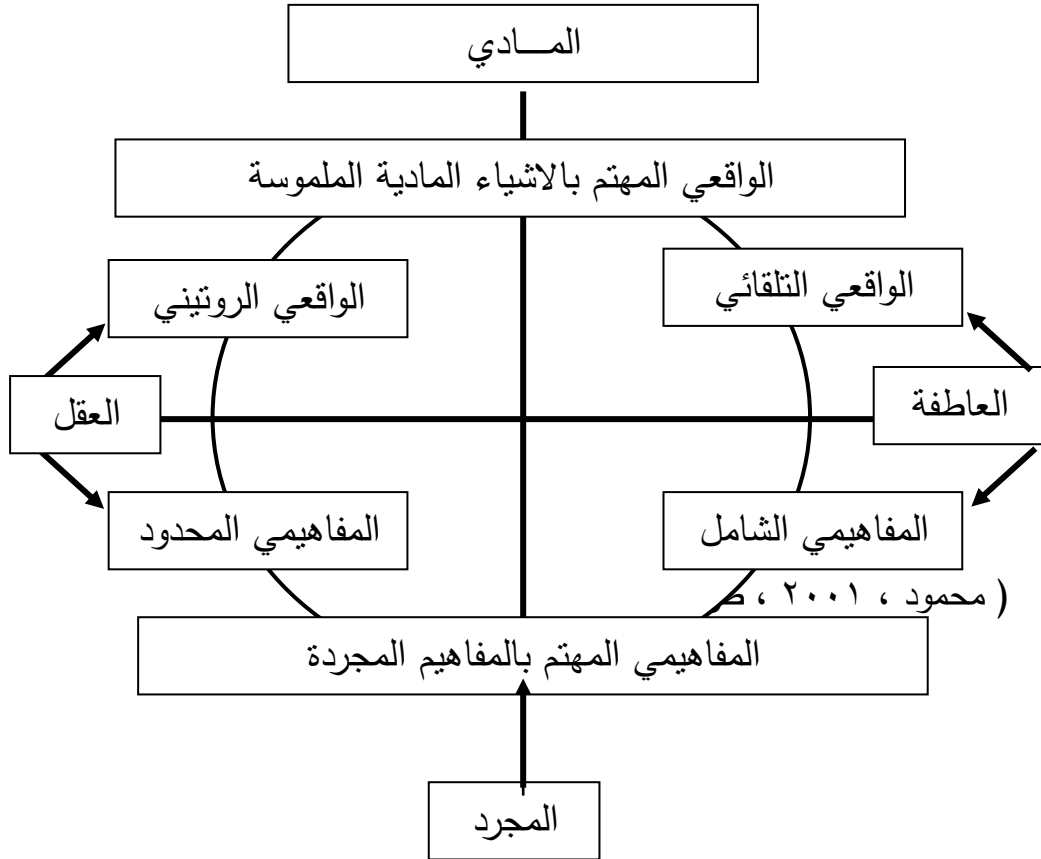 المـــادي
الواقعي المهتم بالاشياء المادية الملموسة
الواقعي التلقائي
الواقعي الروتيني
العاطفة
العقل
المفاهيمي الشامل
المفاهيمي المحدود
( محمود ، ٢٠٠١ ،
المفاهيمي المهتم بالمفاهيم المجردة
المجرد